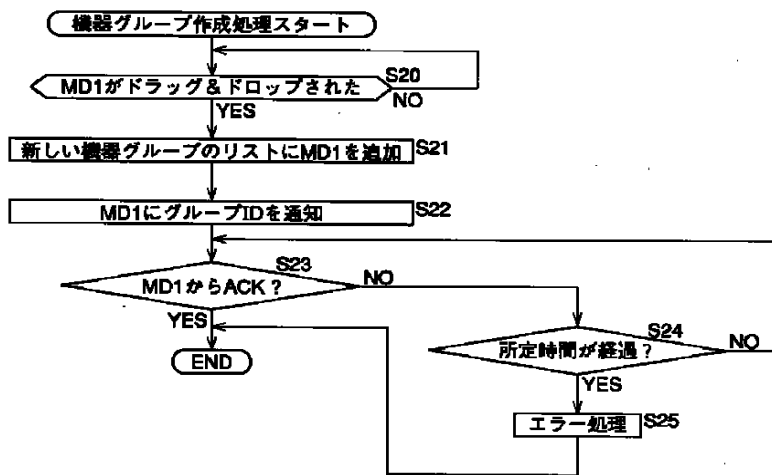 機器グループ作成処理スタート
MD1がドラッグ&ドロップされた
S20
NO
YES
新しい機器グループのリストにMD1を追加
S21
MD1にグループIDを通知
S22
S23
MD1からACK?
NO
YES
END
S24
所定時間が経過?
NO
YES
エラー処理
S25